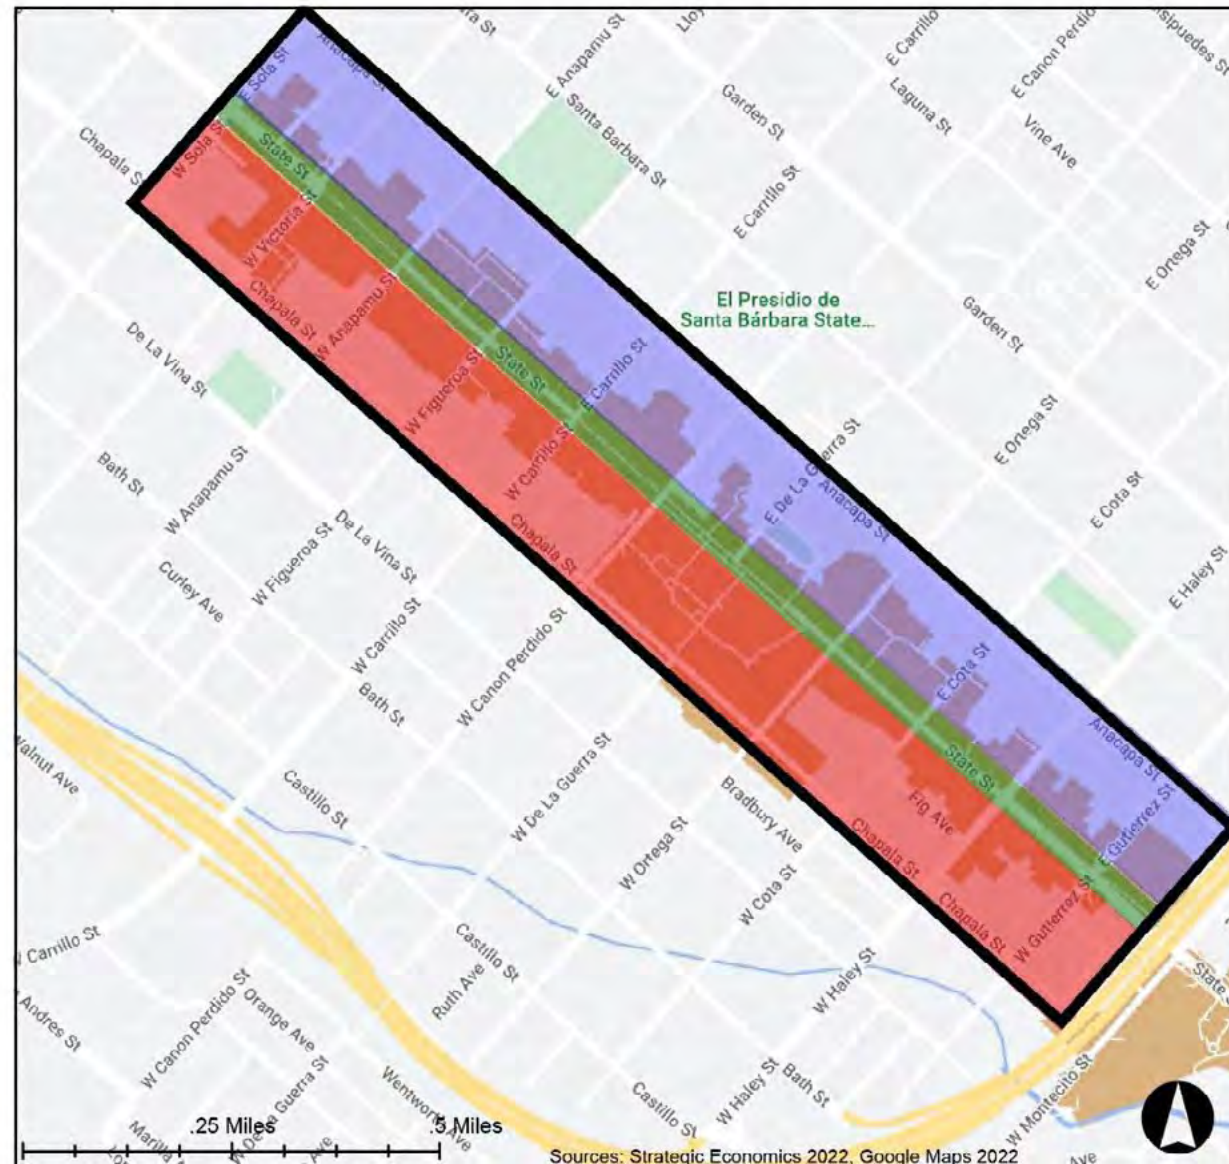 E Anapamu St
E Carrillo St
E Canon Perdido St
Garden St
Laguna St
Vine Ave
Anacapa St
E Sola St
Santa Barbara St
Chapala St
W Sola St
State St
E Carrillo St
E Ortega St
W Victoria St
El Presidio de
Santa Bárbara State...
Garden St
Chapala St
W Anapamu St
De La Vina St
State St
E Carrillo St
W Figueroa St
E Ortega St
W Carrillo St
E De La Guerra St
Anacapa St
E Cota St
Bath St
W Anapamu St
De La Vina St
Chapala St
W Figueroa St
E Haley St
Curley Ave
W Carrillo St
Bath St
W Canon Perdido St
E Cota St
Anacapa St
State St
Walnut Ave
Castillo St
W De La Guerra St
Bradbury Ave
Fig Ave
E Gutierrez St
W Ortega St
Chapala St
W Cota St
Chapala St
W Gutierrez St
W Carrillo St
Castillo St
Ruth Ave
W Haley St
State
Andres St
W Canon Perdido St
Orange Ave
W De La Guerra St
Wentworth Ave
Castillo St
W Haley St
Bath St
W Montecito St
.25 Miles
.5 Miles
Ave
Ave
Sources: Strategic Economics 2022, Google Maps 2022